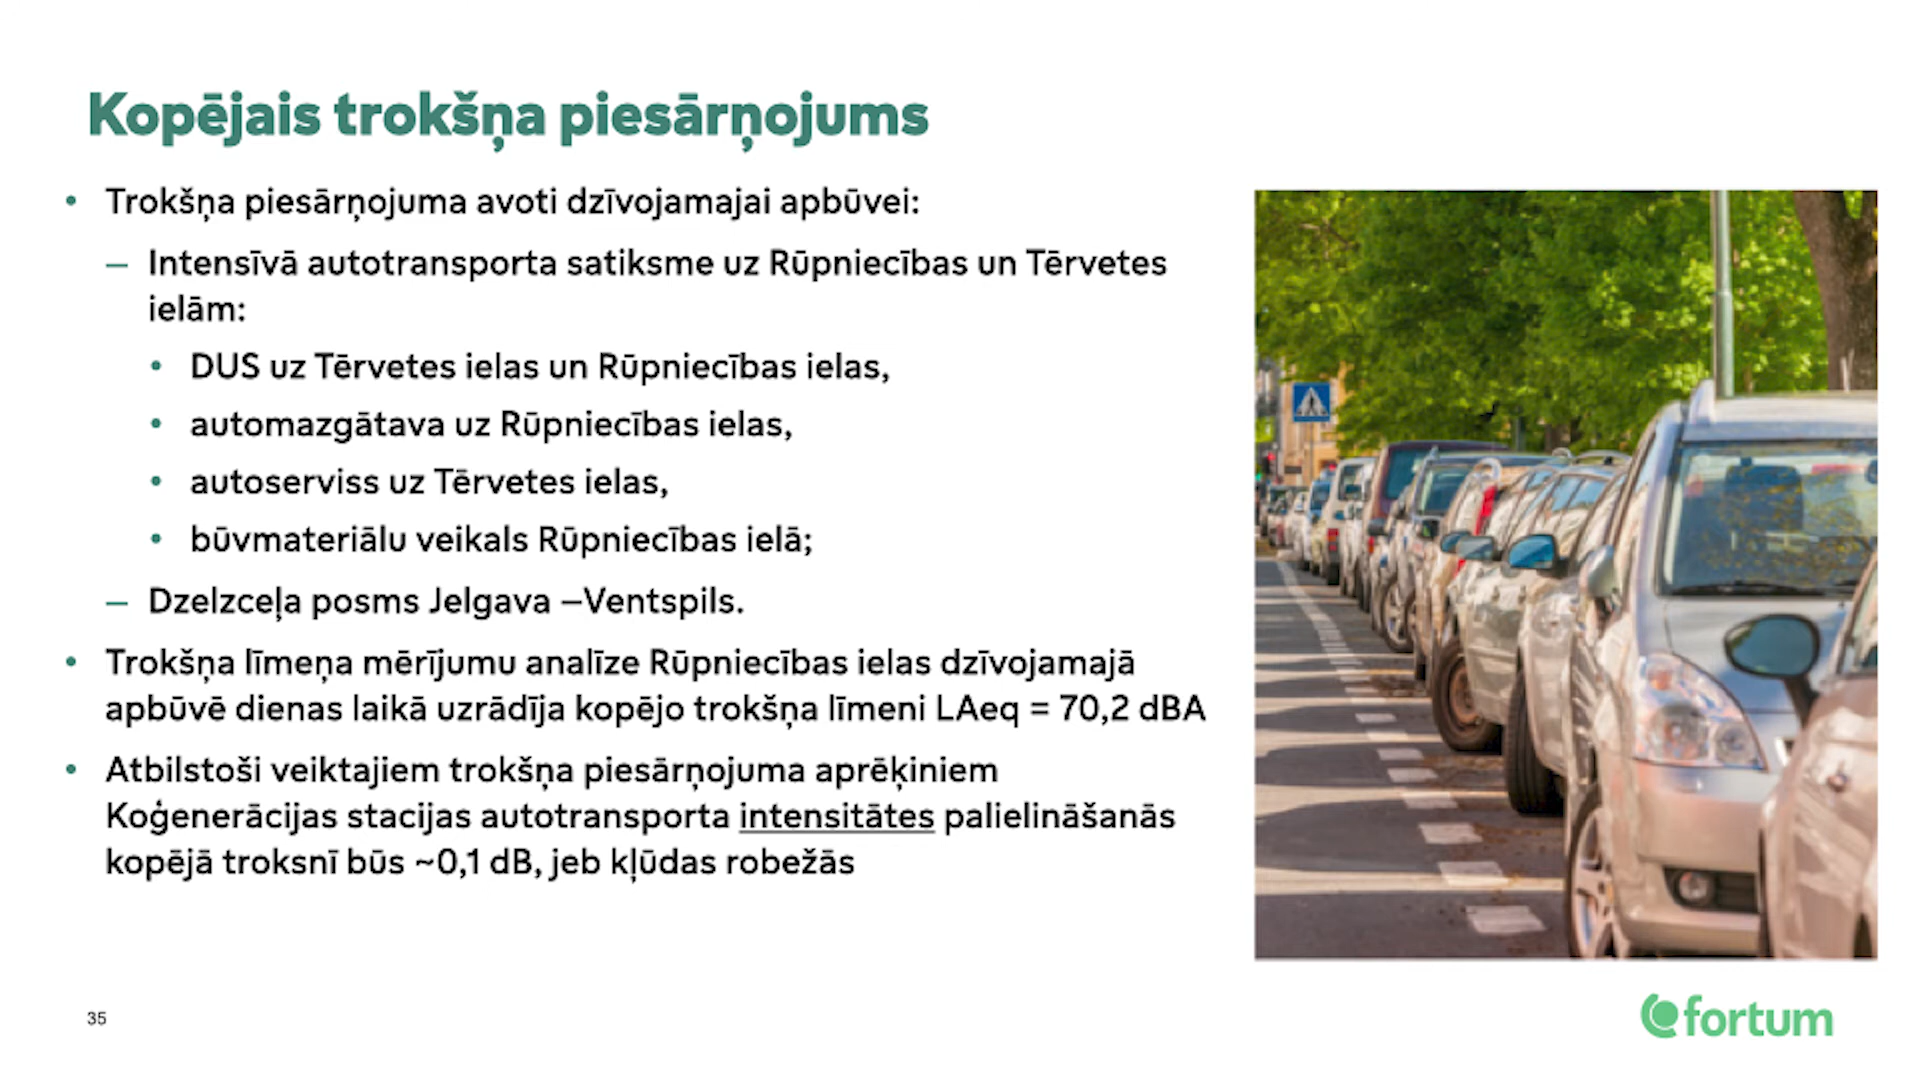 Kopējais trokšņa piesārņojums
• Trokšņa piesārņojuma avoti dzīvojamajai apbūvei:
– Intensīvā autotransporta satiksme uz Rūpniecības un Tērvetes
ielām:
• DUS uz Tērvetes ielas un Rūpniecības ielas,
• automazgātava uz Rūpniecības ielas,
• autoserviss uz Tērvetes ielas,
• būvmateriālu veikals Rūpniecības ielā;
– Dzelzceļa posms Jelgava –Ventspils.
• Trokšņa līmeņa mērījumu analīze Rūpniecības ielas dzīvojamajā
apbūvē dienas laikā uzrādīja kopējo trokšņa līmeni LAeq = 70,2 dBA
• Atbilstoši veiktajiem trokšņa piesārņojuma aprēķiniem
Koģenerācijas stacijas autotransporta intensitātes palielināšanās
kopējā troksnī būs ~0,1 dB, jeb kļūdas robežās
35
fortum